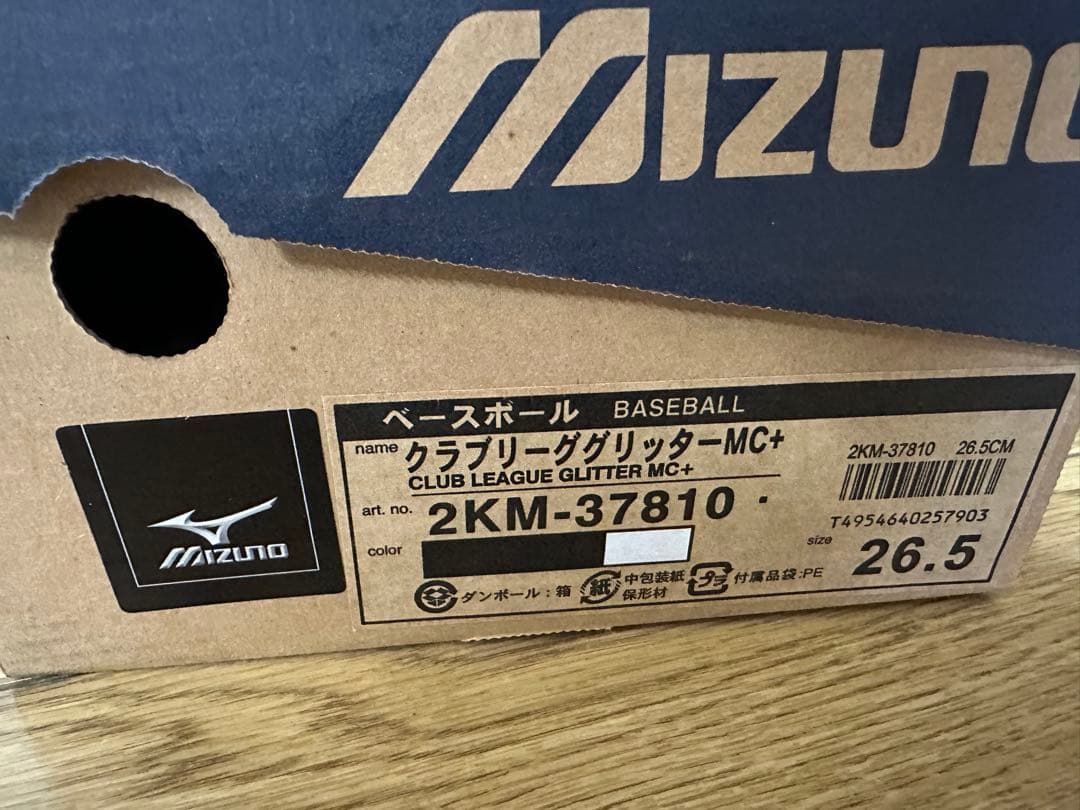 MIZUNO
ベースボール BASEBALL
name クラブリーググリッターMC+
CLUB LEAGUE GLITTER MC+
art. no. 2KM-37810
color
2KM-37810 26.5CM
T4954640257903
size 26.5
ダンボール:箱 紙 中包装紙 保形材 プラ 付属品袋:PE
MIZUNO